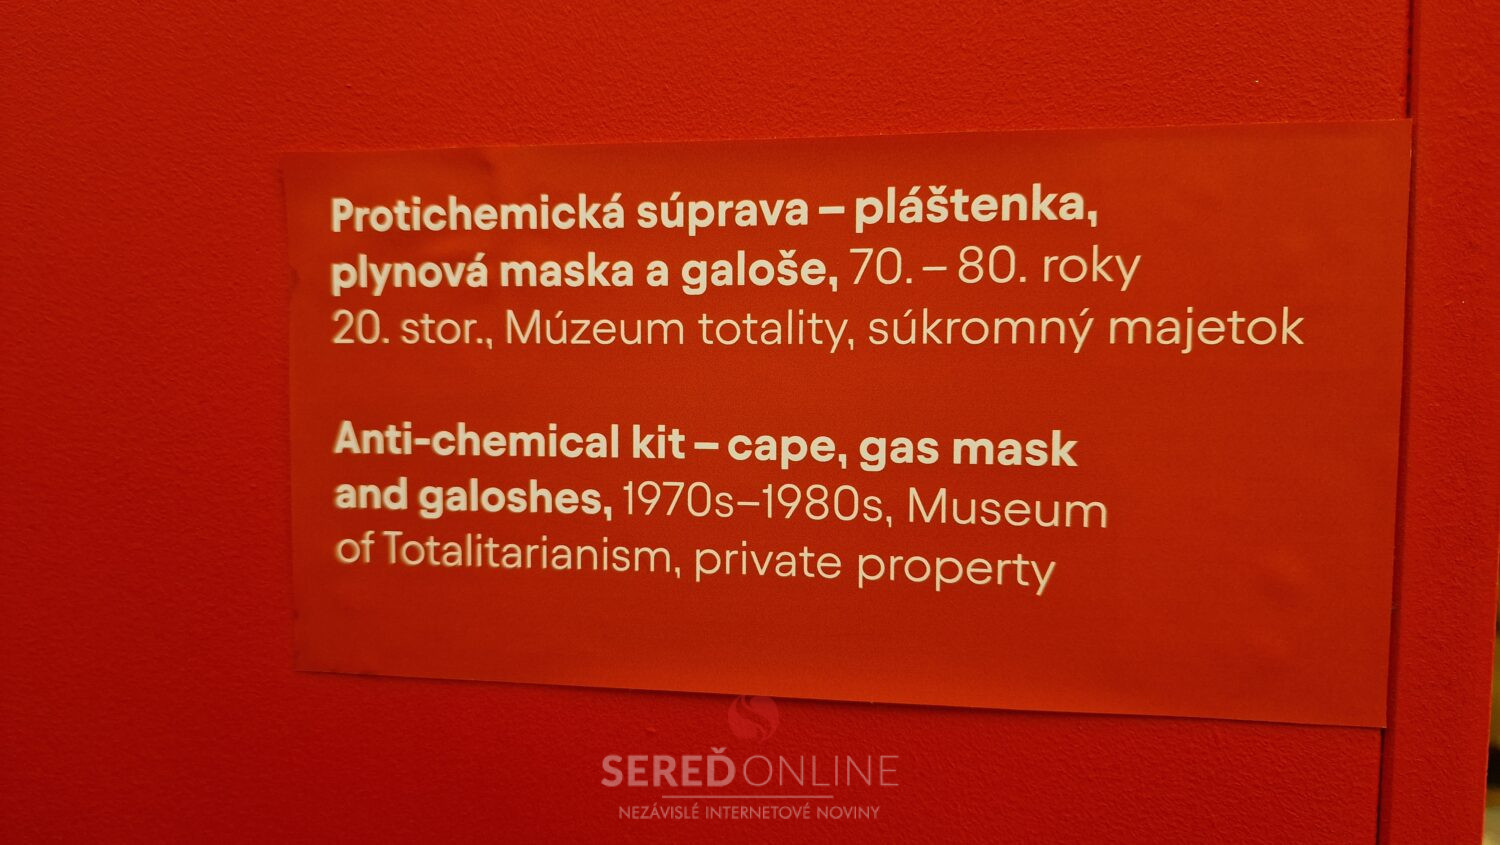 Protichemická súprava – pláštenka,
plynová maska a galoše, 70. – 80. roky
20. stor., Múzeum totality, súkromný majetok
Anti-chemical kit – cape, gas mask
and galoshes, 1970s–1980s, Museum
of Totalitarianism, private property
SEREĎONLINE
NEZÁVISLÉ INTERNETOVÉ NOVINY